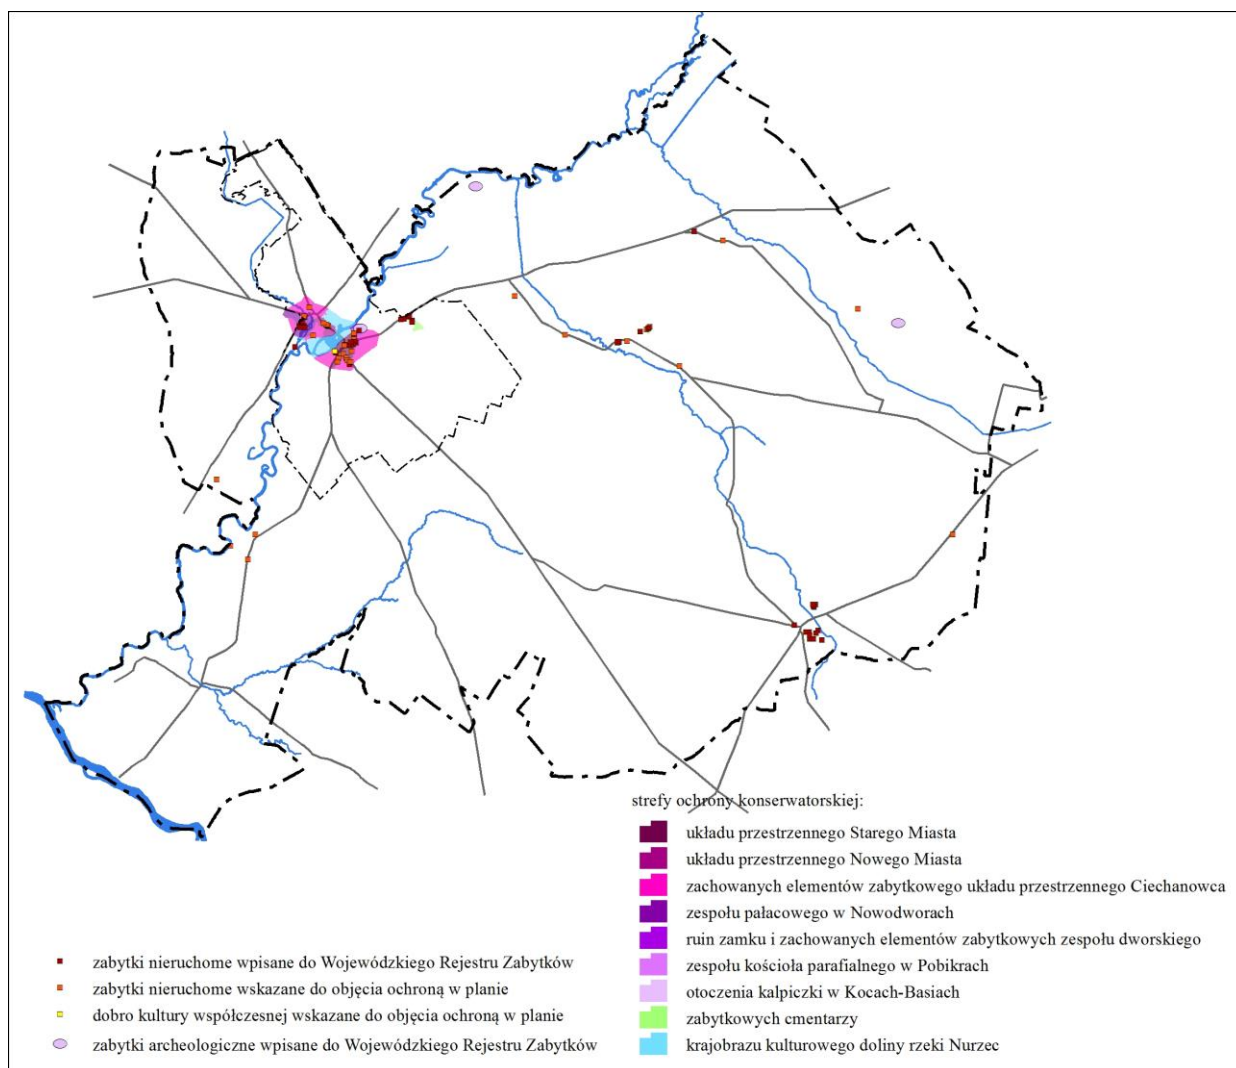 strefy ochrony konserwatorskiej:
układu przestrzennego Starego Miasta
układu przestrzennego Nowego Miasta
zachowanych elementów zabytkowego układu przestrzennego Ciechanowca
zespołu pałacowego w Nowodworach
ruin zamku i zachowanych elementów zabytkowych zespołu dworskiego
zespołu kościoła parafialnego w Pobikrach
otoczenia kalpiczki w Kocach-Basiach
zabytkowych cmentarzy
krajobrazu kulturowego doliny rzeki Nurzec
zabytki nieruchome wpisane do Wojewódzkiego Rejestru Zabytków
zabytki nieruchome wskazane do objęcia ochroną w planie
dobro kultury współczesnej wskazane do objęcia ochroną w planie
zabytki archeologiczne wpisane do Wojewódzkiego Rejestru Zabytków